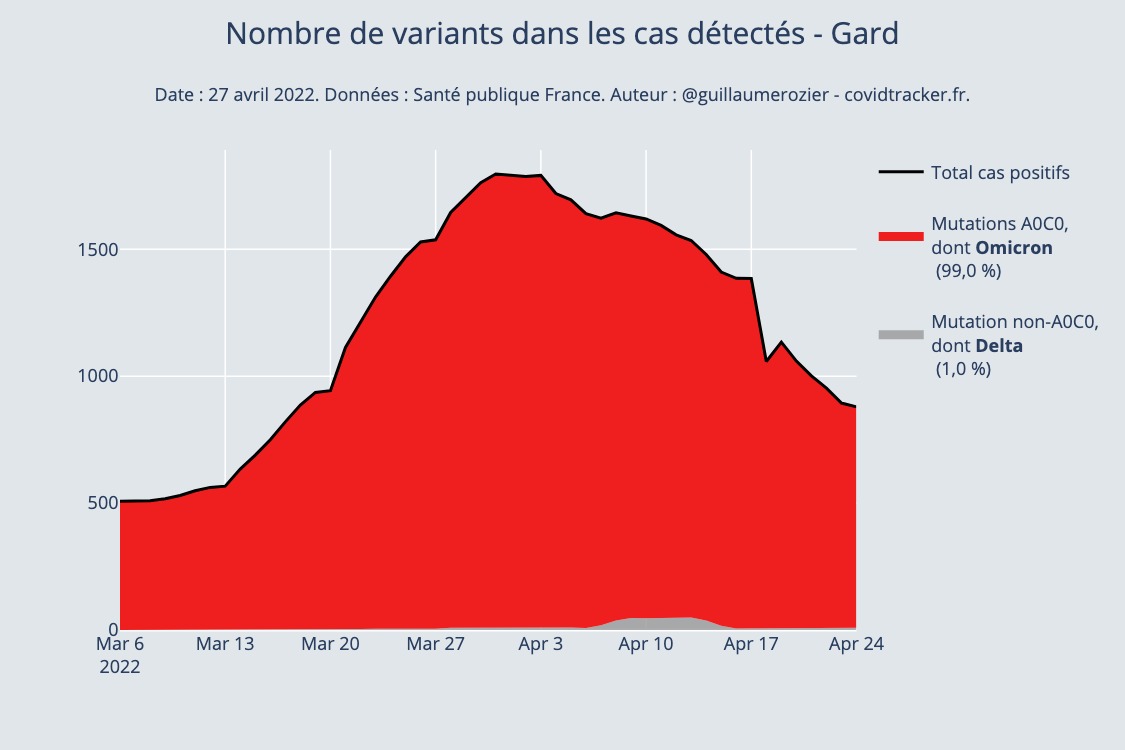 Nombre de variants dans les cas détectés - Gard
Date : 27 avril 2022. Données : Santé publique France. Auteur : @guillaumerozier - covidtracker.fr.
Total cas positifs
Mutations A0C0,
dont Omicron
(99,0 %)
Mutation non-A0C0,
dont Delta
(1,0 %)
1500
1000
500
0
Mar 6
2022
Mar 13
Mar 20
Mar 27
Apr 3
Apr 10
Apr 17
Apr 24